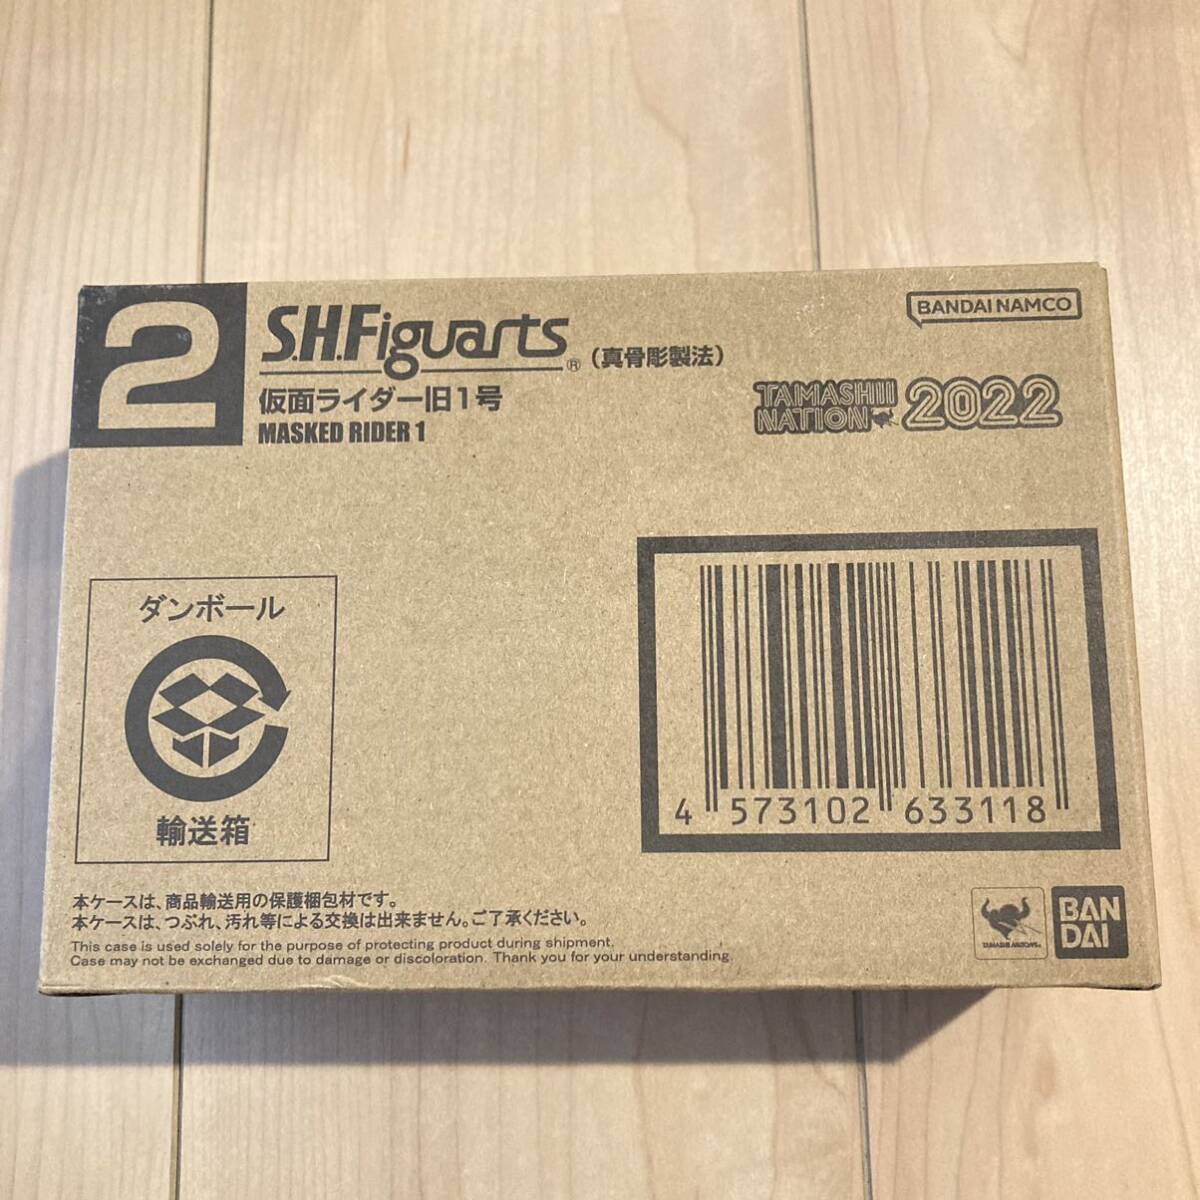 2
S.H.Figuarts® (真骨彫製法)
仮面ライダー旧1号
MASKED RIDER 1
BANDAI NAMCO
TAMASHII
NATION 2022
ダンボール
輸送箱
4 573102 633118
本ケースは、商品輸送用の保護梱包材です。
本ケースは、つぶれ、汚れ等による交換は出来ません。ご了承ください。
This case is used solely for the purpose of protecting product during shipment.
Case may not be exchanged due to damage or discoloration. Thank you for your understanding.
TAMASHII NATIONS
BAN
DAI